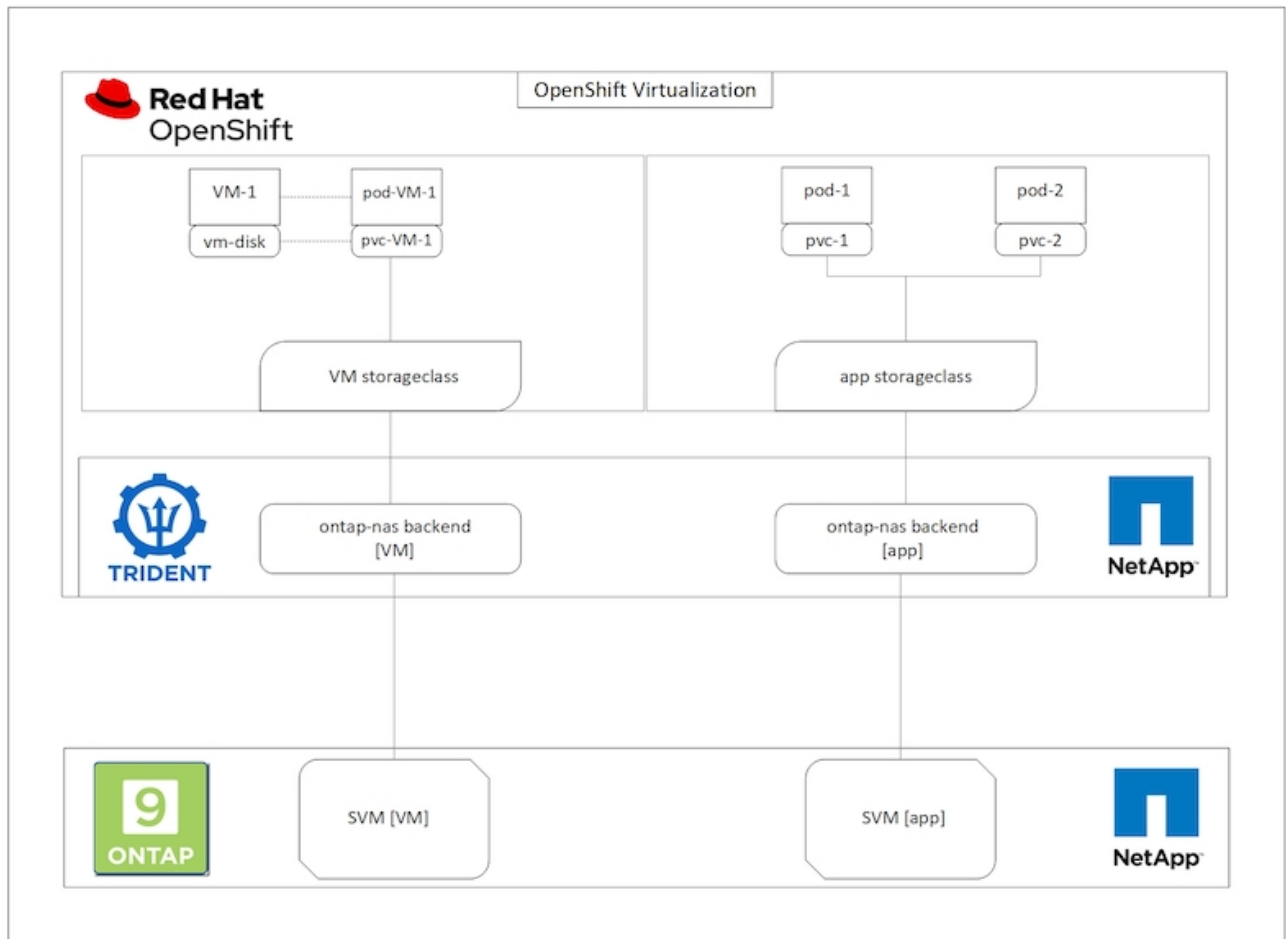 OpenShift Virtualization
Red Hat
OpenShift
VM-1
pod-VM-1
vm-disk
pvc-VM-1
pod-1
pod-2
pvc-1
pvc-2
VM storageclass
app storageclass
TRIDENT
ontap-nas backend
[VM]
ontap-nas backend
[app]
NetApp™
9
ONTAP
SVM [VM]
SVM [app]
NetApp™